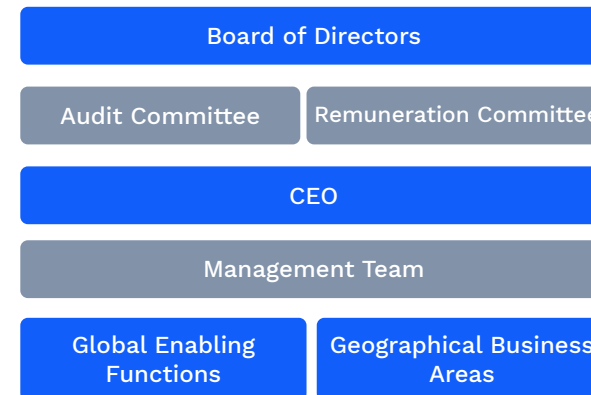 Board of Directors
Audit Committee
Remuneration Committee
CEO
Management Team
Global Enabling
Functions
Geographical Business
Areas